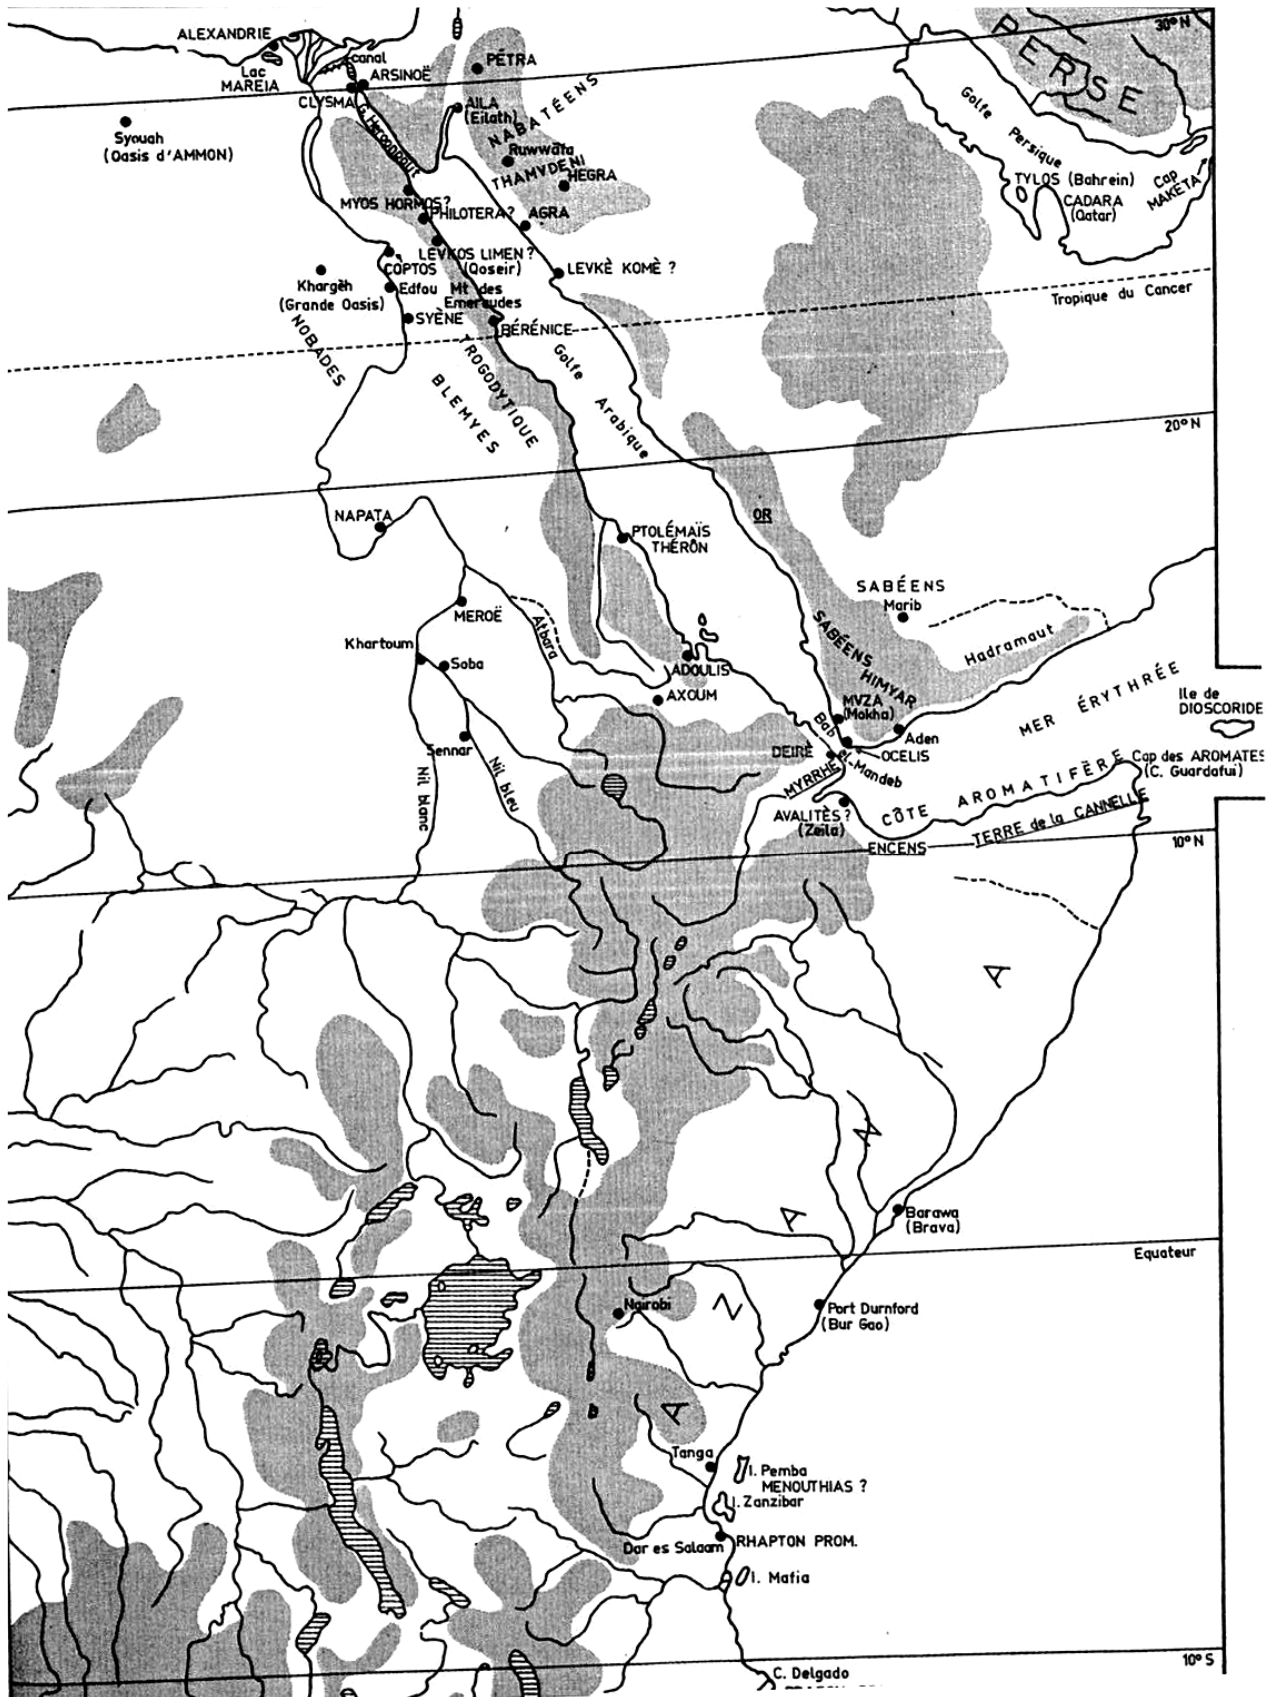 30° N
PERSE
ALEXANDRIE
canal
PÉTRA
Lac
MAREIA
ARSINOË
CLYSMA
AILA
(Eilath)
NABATÉENS
Golfe
Persique
Syouah
(Oasis d'AMMON)
Ruwwafa
THAMVDENI
HEGRA
TYLOS (Bahrein)
Cap
MAKETA
CADARA
(Qatar)
MYOS HORMOS?
PHILOTERA?
AGRA
LEVKOS LIMEN ?
(Qoseir)
COPTOS
LEVKÈ KOMÈ ?
Khargèh
(Grande Oasis)
Edfou
Mt des
Emeraudes
Tropique du Cancer
SYÈNE
BÉRÉNICE
NOBADES
TROGODYTIQUE
BLEMYES
Golfe
Arabique
20° N
NAPATA
OR
PTOLÉMAÏS
THÉRÔN
SABÉENS
Marib
MEROË
Atbara
Khartoum
Soba
SABÉENS
HIMYAR
Hadramaut
ADOULIS
AXOUM
MVZA
(Mokha)
MER ÉRYTHRÉE
Ile de
DIOSCORIDE
Sennar
Bab
el-Mandeb
Aden
DEIRÈ
OCELIS
Cap des AROMATES
(C. Guardafui)
Nil blanc
Nil bleu
MYRRHE
AVALITÈS ?
(Zeila)
CÔTE AROMATIFÈRE
TERRE de la CANNELLE
ENCENS
10° N
A
Z
A
N
I
A
Barawa
(Brava)
Equateur
Nairobi
Port Durnford
(Bur Gao)
Tanga
I. Pemba
MENOUTHIAS ?
I. Zanzibar
Dar es Salaam
RHAPTON PROM.
I. Mafia
10° S
C. Delgado